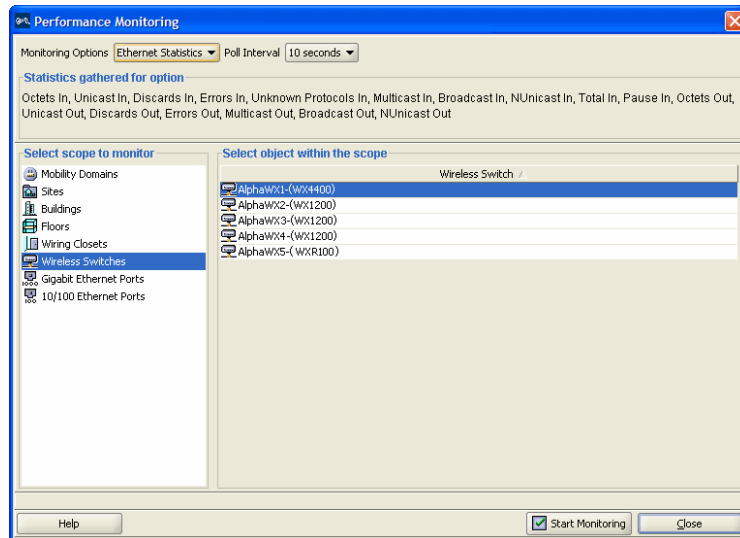 Performance Monitoring
Monitoring Options Ethernet Statistics Poll Interval 10 seconds
Statistics gathered for option
Octets In, Unicast In, Discards In, Errors In, Unknown Protocols In, Multicast In, Broadcast In, NUnicast In, Total In, Pause In, Octets Out,
Unicast Out, Discards Out, Errors Out, Multicast Out, Broadcast Out, NUnicast Out
Select scope to monitor
Mobility Domains
Sites
Buildings
Floors
Wiring Closets
Wireless Switches
Gigabit Ethernet Ports
10/100 Ethernet Ports
Select object within the scope
Wireless Switch
AlphaWX1-(WX4400)
AlphaWX2-(WX1200)
AlphaWX3-(WX1200)
AlphaWX4-(WX1200)
AlphaWX5-(WXR100)
Help
Start Monitoring
Close